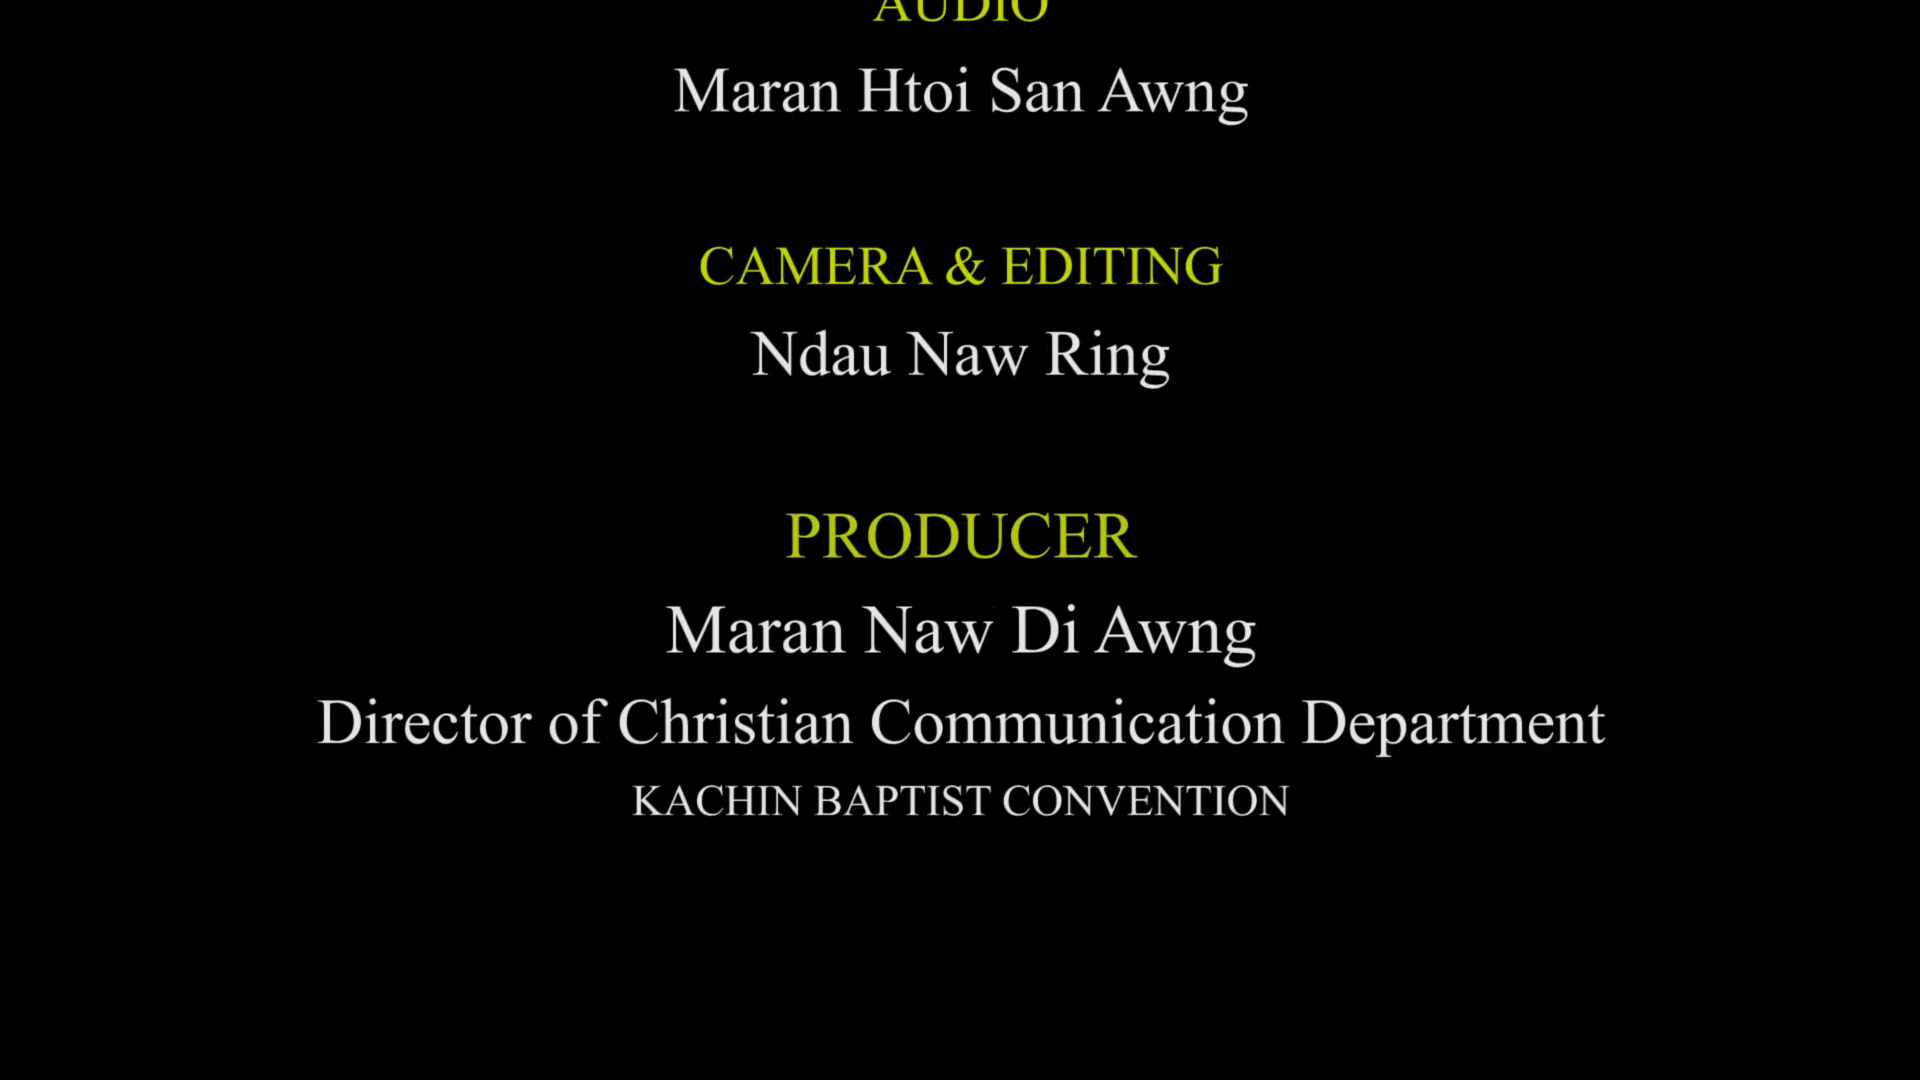 AUDIO
Maran Htoi San Awng
CAMERA & EDITING
Ndau Naw Ring
PRODUCER
Maran Naw Di Awng
Director of Christian Communication Department
KACHIN BAPTIST CONVENTION